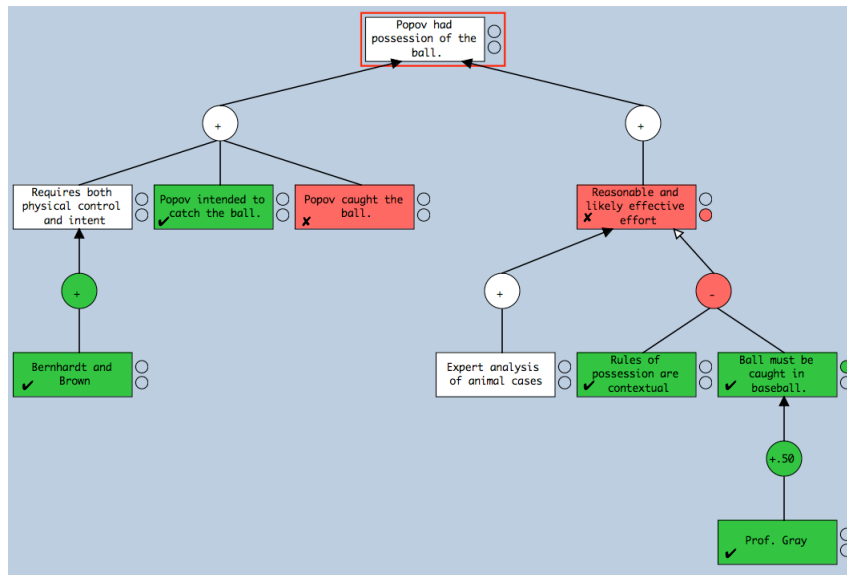 Popov had
possession of the
ball.
+
+
Requires both
physical control
and intent
Popov intended to
catch the ball.
✔
Popov caught the
ball.
✘
Reasonable and
likely effective
effort
✘
+
+
-
Bernhardt and
Brown
✔
Expert analysis
of animal cases
Rules of
possession are
contextual
✔
Ball must be
caught in
baseball.
✔
+.50
Prof. Gray
✔